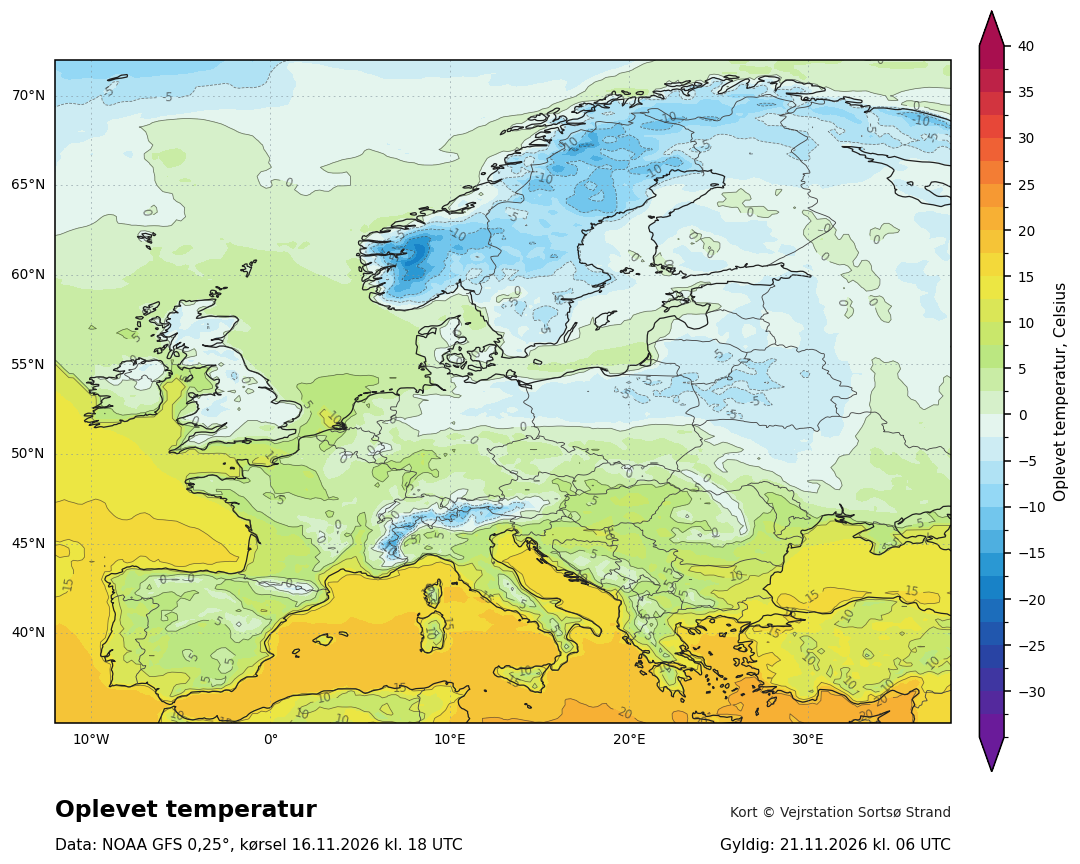 70°N
65°N
60°N
55°N
50°N
45°N
40°N
10°W
0°
10°E
20°E
30°E
40
35
30
25
20
15
10
5
0
−5
−10
−15
−20
−25
−30
Oplevet temperatur, Celsius
Oplevet temperatur
Kort © Vejrstation Sortsø Strand
Data: NOAA GFS 0,25°, kørsel 16.11.2026 kl. 18 UTC
Gyldig: 21.11.2026 kl. 06 UTC